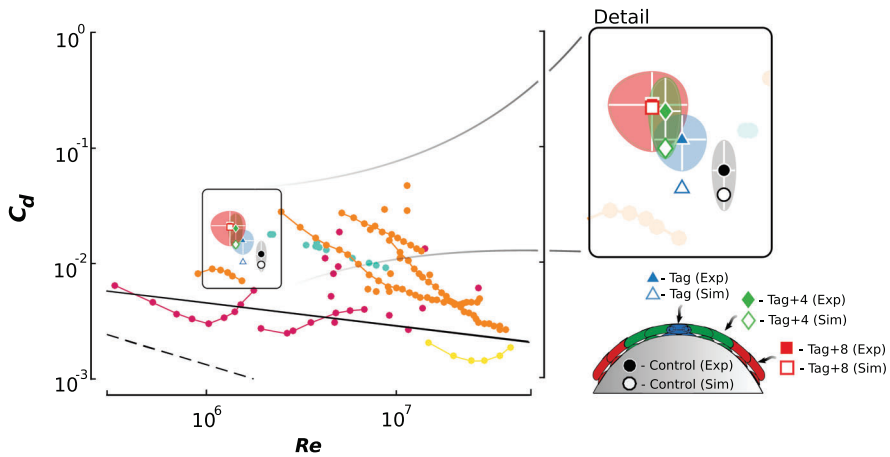 Detail
10^0
10^-1
10^-2
10^-3
C_d
10^6
10^7
Re
- Tag (Exp)
- Tag (Sim)
- Tag+4 (Exp)
- Tag+4 (Sim)
- Tag+8 (Exp)
- Tag+8 (Sim)
- Control (Exp)
- Control (Sim)